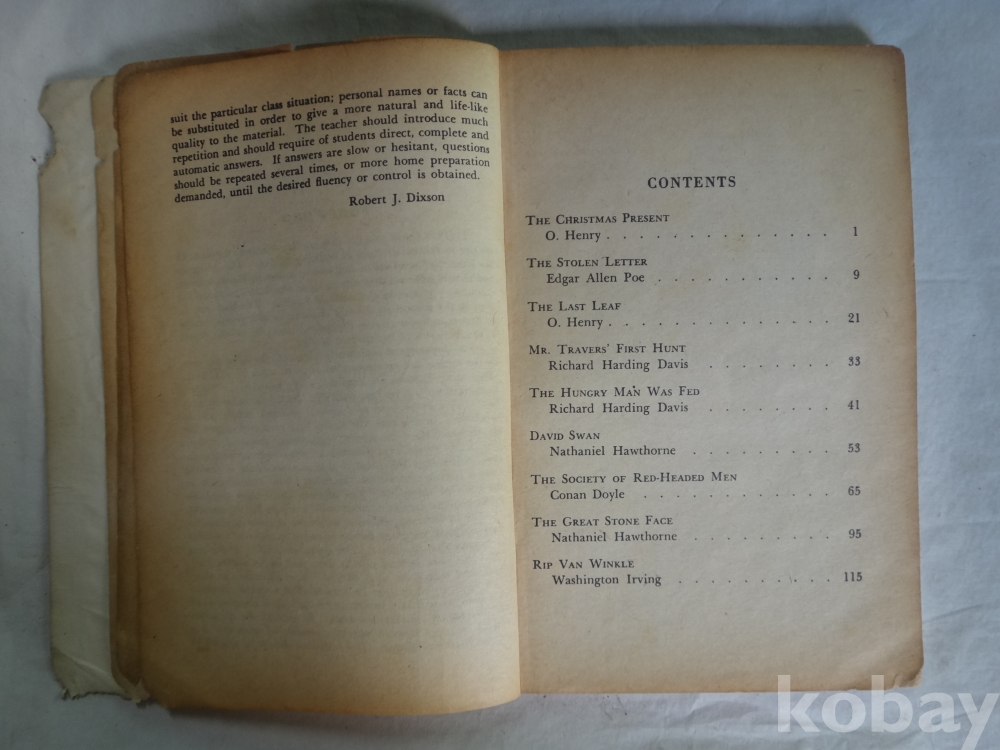 suit the particular class situation; personal names or facts can
be substituted in order to give a more natural and life-like
quality to the material. The teacher should introduce much
repetition and should require of students direct, complete and
automatic answers. If answers are slow or hesitant, questions
should be repeated several times, or more home preparation
demanded, until the desired fluency or control is obtained.
Robert J. Dixson
CONTENTS
THE CHRISTMAS PRESENT
O. Henry . . . . . . . . . . . . . . 1
THE STOLEN LETTER
Edgar Allen Poe . . . . . . . . . . . 9
THE LAST LEAF
O. Henry . . . . . . . . . . . . . . 21
MR. TRAVERS' FIRST HUNT
Richard Harding Davis . . . . . . . . 33
THE HUNGRY MAN WAS FED
Richard Harding Davis . . . . . . . . 41
DAVID SWAN
Nathaniel Hawthorne . . . . . . . . . 53
THE SOCIETY OF RED-HEADED MEN
Conan Doyle . . . . . . . . . . . . 65
THE GREAT STONE FACE
Nathaniel Hawthorne . . . . . . . . . 95
RIP VAN WINKLE
Washington Irving . . . . . . . . . . 115
kobay